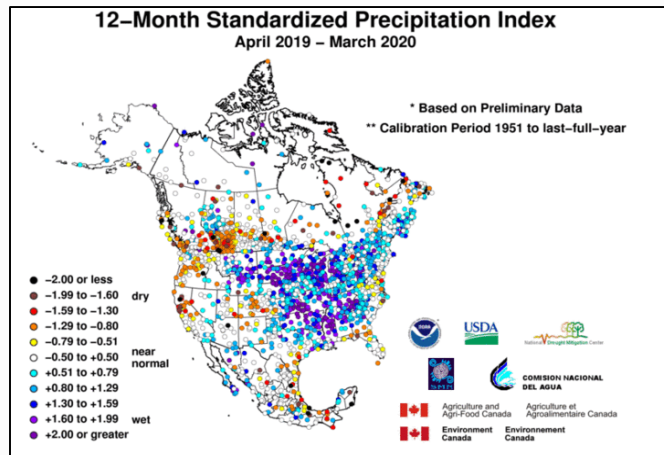 12-Month Standardized Precipitation Index
April 2019 - March 2020
* Based on Preliminary Data
** Calibration Period 1951 to last-full-year
-2.00 or less
-1.99 to -1.60
dry
-1.59 to -1.30
-1.29 to -0.80
-0.79 to -0.51
-0.50 to +0.50
near
normal
+0.51 to +0.79
+0.80 to +1.29
+1.30 to +1.59
+1.60 to +1.99
wet
+2.00 or greater
USDA
National Drought Mitigation Center
COMISION NACIONAL
DEL AGUA
Agriculture and
Agri-Food Canada
Agriculture et
Agroalimentaire Canada
Environment
Canada
Environnement
Canada